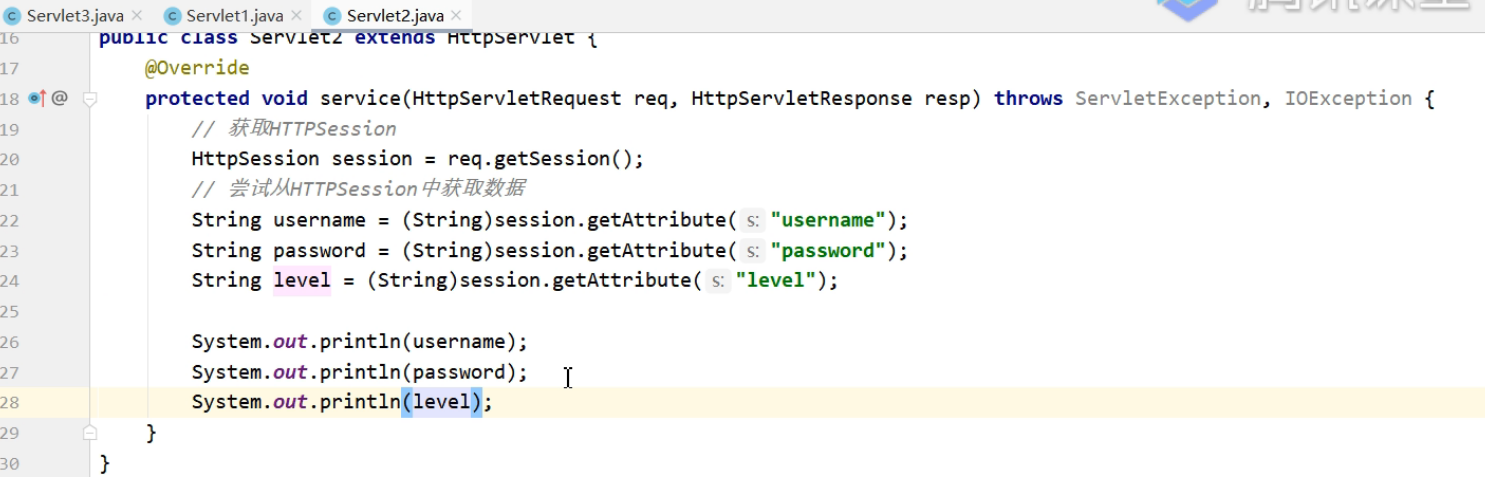 Servlet3.java Servlet1.java Servlet2.java
16 public class Servlet2 extends HttpServlet {
17 @Override
18 @ protected void service(HttpServletRequest req, HttpServletResponse resp) throws ServletException, IOException {
19 // 获取HTTPSession
20 HttpSession session = req.getSession();
21 // 尝试从HTTPSession中获取数据
22 String username = (String)session.getAttribute( s: "username");
23 String password = (String)session.getAttribute( s: "password");
24 String level = (String)session.getAttribute( s: "level");
25
26 System.out.println(username);
27 System.out.println(password);
28 System.out.println(level);
29 }
30 }